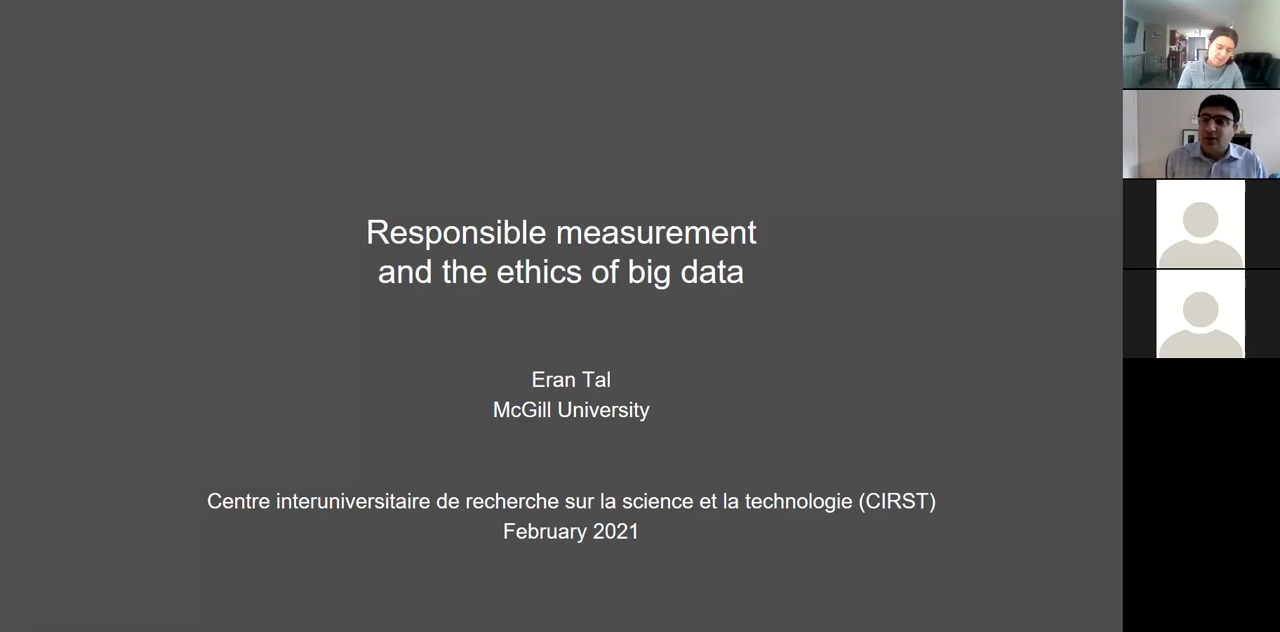 Responsible measurement
and the ethics of big data
Eran Tal
McGill University
Centre interuniversitaire de recherche sur la science et la technologie (CIRST)
February 2021